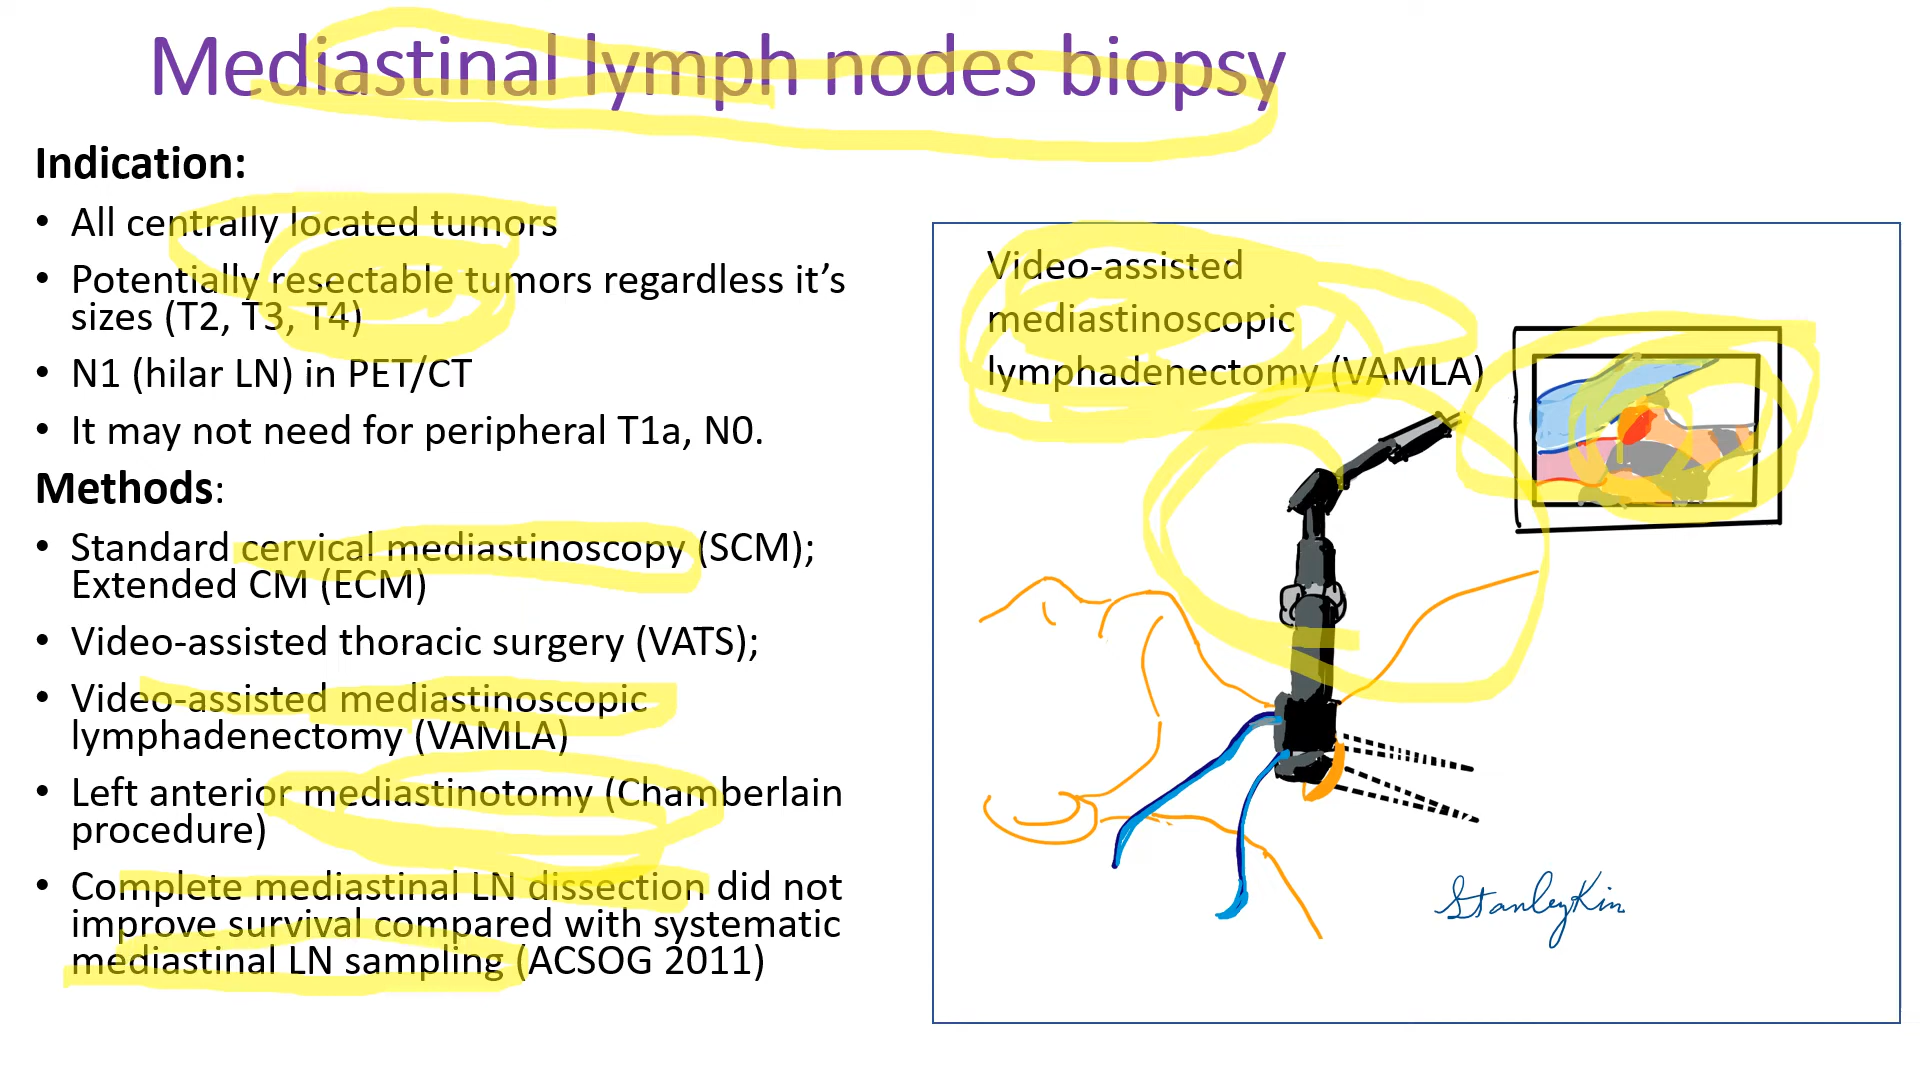 Mediastinal lymph nodes biopsy
Indication:
• All centrally located tumors
• Potentially resectable tumors regardless it's
sizes (T2, T3, T4)
• N1 (hilar LN) in PET/CT
• It may not need for peripheral T1a, N0.
Methods:
• Standard cervical mediastinoscopy (SCM);
Extended CM (ECM)
• Video-assisted thoracic surgery (VATS);
• Video-assisted mediastinoscopic
lymphadenectomy (VAMLA)
• Left anterior mediastinotomy (Chamberlain
procedure)
• Complete mediastinal LN dissection did not
improve survival compared with systematic
mediastinal LN sampling (ACSOG 2011)
Video-assisted
mediastinoscopic
lymphadenectomy (VAMLA)
StanleyKin